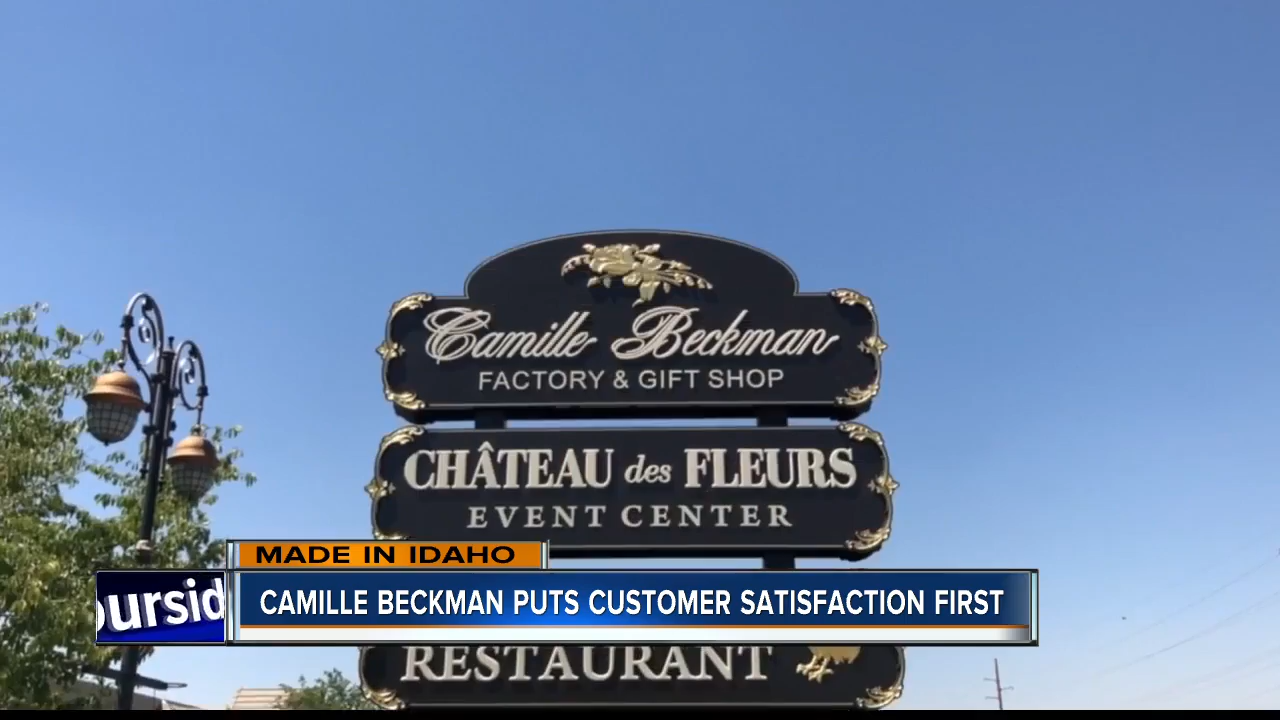 Camille Beckman
FACTORY & GIFT SHOP
CHÂTEAU des FLEURS
EVENT CENTER
MADE IN IDAHO
oursid
CAMILLE BECKMAN PUTS CUSTOMER SATISFACTION FIRST
RESTAURANT